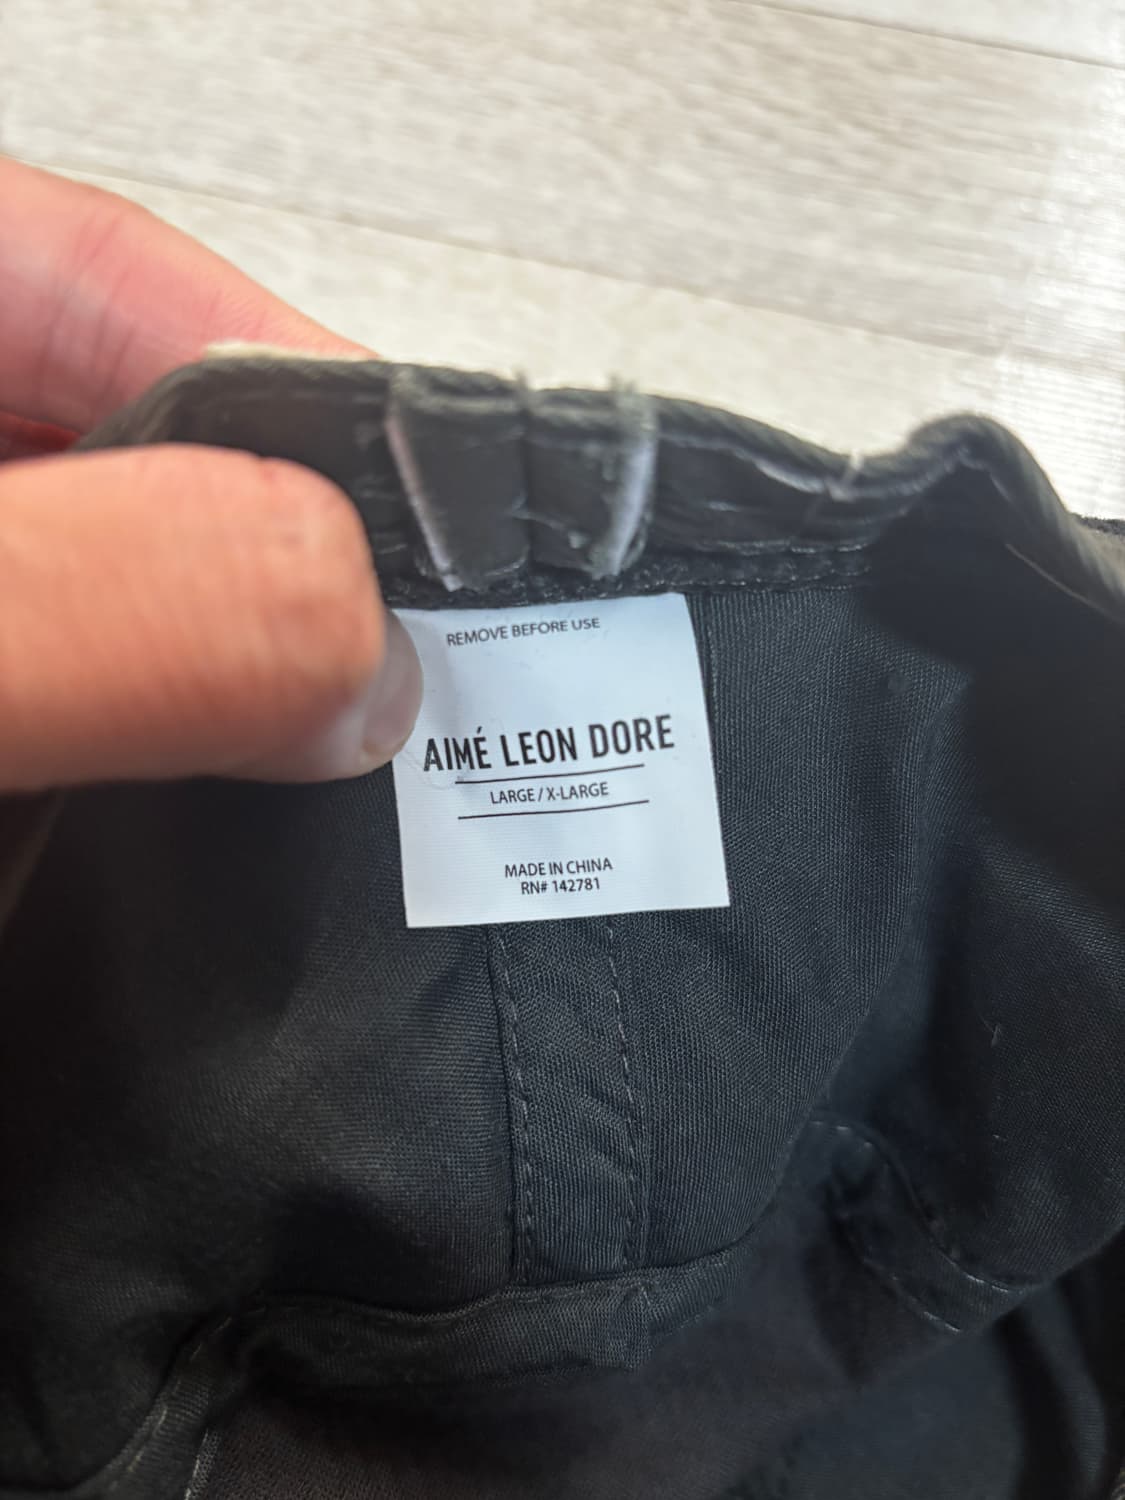 REMOVE BEFORE USE
AIMÉ LEON DORE
LARGE / X-LARGE
MADE IN CHINA
RN# 142781